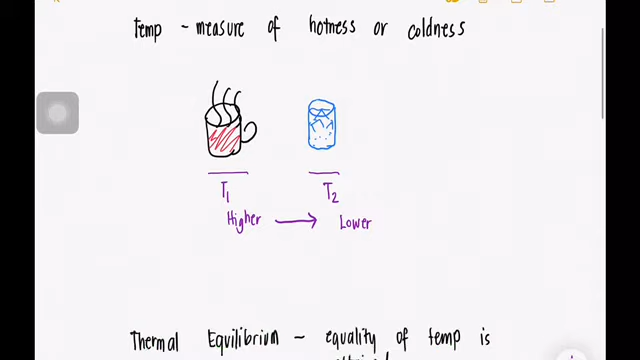 Temp - measure of hotness or coldness
T1 T2
Higher → Lower
Thermal Equilibrium - equality of temp is